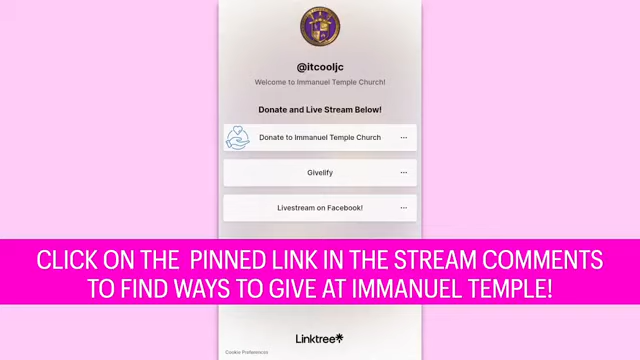 @itcooljc
Welcome to Immanuel Temple Church!
Donate and Live Stream Below!
Donate to Immanuel Temple Church
Givelify
Livestream on Facebook!
CLICK ON THE PINNED LINK IN THE STREAM COMMENTS
TO FIND WAYS TO GIVE AT IMMANUEL TEMPLE!
Linktree
Cookie Preferences